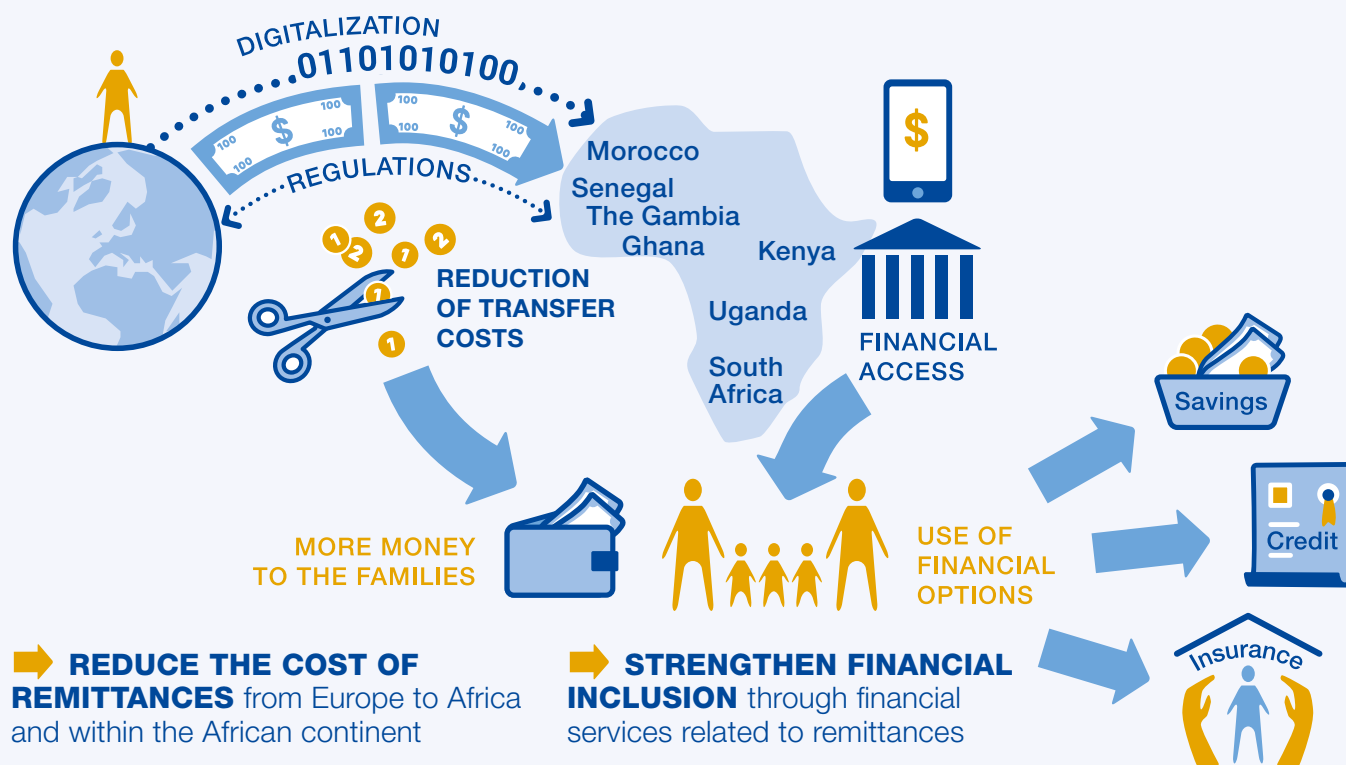 DIGITALIZATION
01101010100
100 $ 100
100 100
100 $ 100
100 100
REGULATIONS
Morocco
Senegal
The Gambia
Ghana
Kenya
Uganda
South
Africa
$
FINANCIAL
ACCESS
1 2 2 1 2
1
1
REDUCTION
OF TRANSFER
COSTS
MORE MONEY
TO THE FAMILIES
USE OF
FINANCIAL
OPTIONS
Savings
Credit
Insurance
REDUCE THE COST OF
REMITTANCES from Europe to Africa
and within the African continent
STRENGTHEN FINANCIAL
INCLUSION through financial
services related to remittances